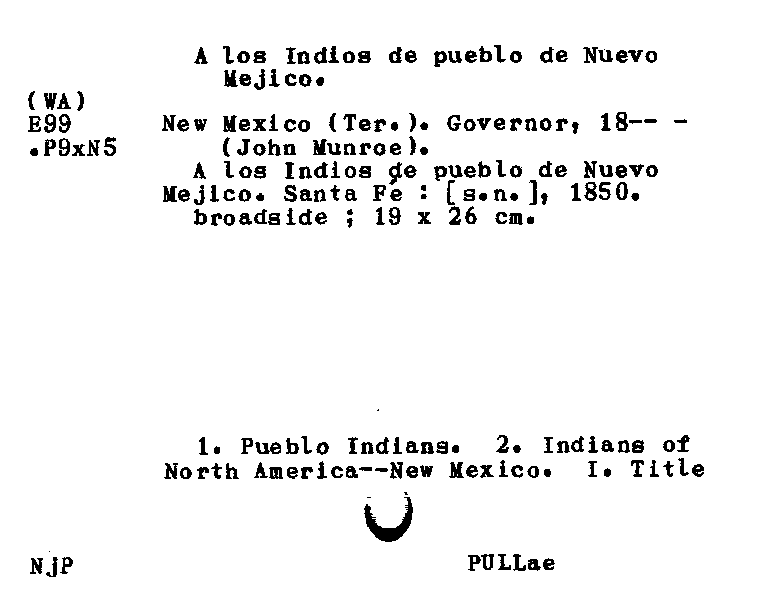 A los Indios de pueblo de Nuevo
Mejico.
(WA)
E99 New Mexico (Ter.). Governor, 18-- -
.P9xN5 (John Munroe).
A los Indios de pueblo de Nuevo
Mejico. Santa Fé : [s.n.], 1850.
broadside ; 19 x 26 cm.
1. Pueblo Indians. 2. Indians of
North America--New Mexico. I. Title
NjP PULLae